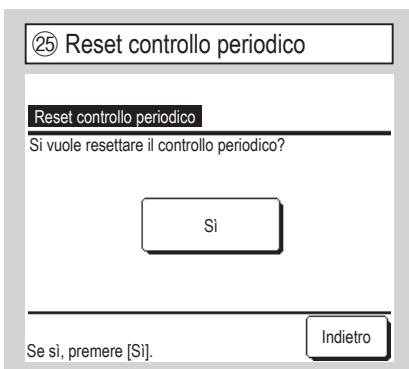 ㉕ Reset controllo periodico
Reset controllo periodico
Si vuole resettare il controllo periodico?
Sì
Indietro
Se sì, premere [Sì].